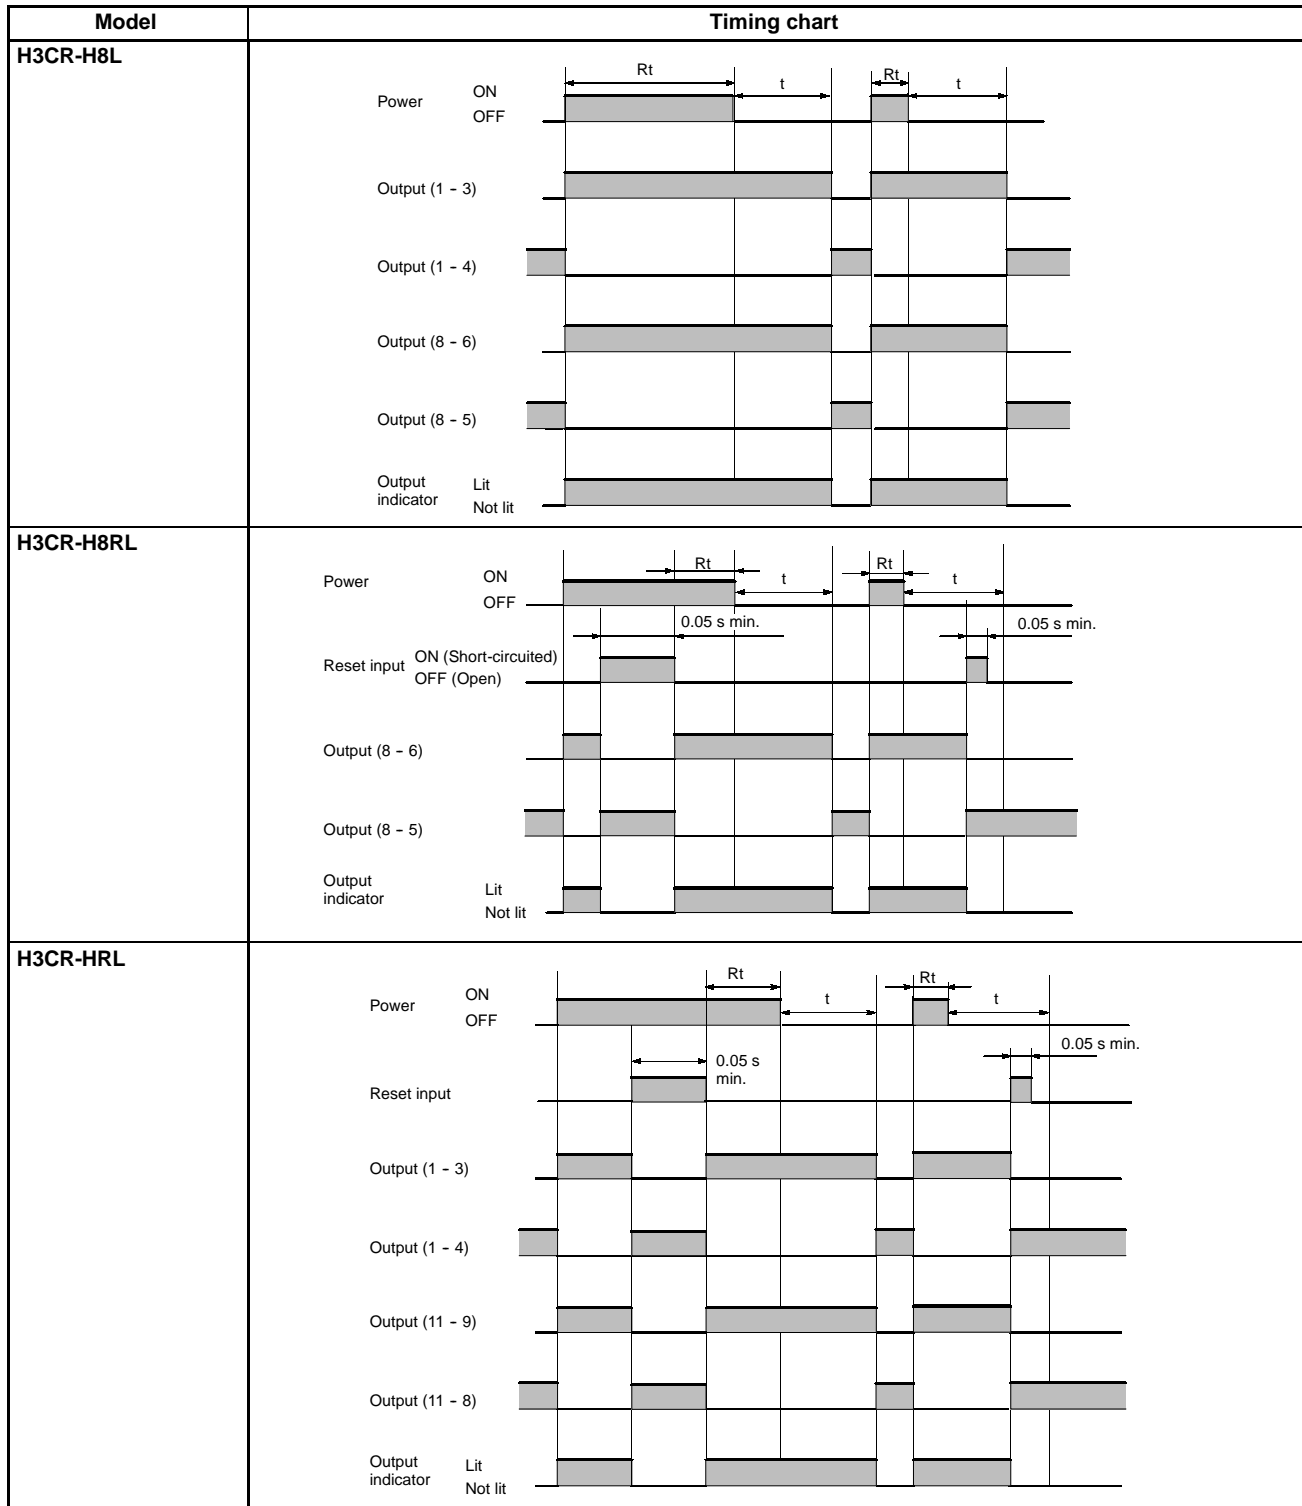 Model Timing chart
H3CR-H8L
Rt t Rt t
Power ON
OFF
Output (1 - 3)
Output (1 - 4)
Output (8 - 6)
Output (8 - 5)
Output indicator Lit
Not lit
H3CR-H8RL
Rt t Rt t
Power ON
OFF
0.05 s min. 0.05 s min.
Reset input ON (Short-circuited)
OFF (Open)
Output (8 - 6)
Output (8 - 5)
Output
indicator Lit
Not lit
H3CR-HRL
Rt t Rt t
Power ON
OFF
0.05 s min. 0.05 s min.
Reset input
Output (1 - 3)
Output (1 - 4)
Output (11 - 9)
Output (11 - 8)
Output
indicator Lit
Not lit